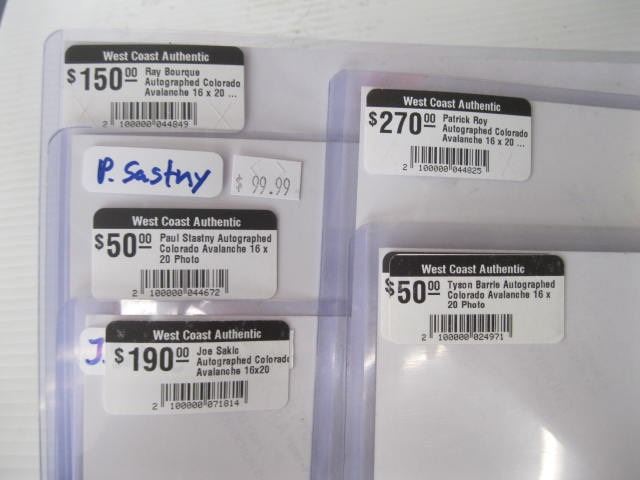 West Coast Authentic
$150.00
Ray Bourque
Autographed Colorado
Avalanche 16 x 20 ...
2 100000 044849
West Coast Authentic
$270.00
Patrick Roy
Autographed Colorado
Avalanche 16 x 20 ...
2 100000 044825
P. Sastny
$ 99.99
West Coast Authentic
$50.00
Paul Stastny Autographed
Colorado Avalanche 16 x
20 Photo
2 100000 044672
West Coast Authentic
$50.00
Tyson Barrie Autographed
Colorado Avalanche 16 x
20 Photo
2 100000 024971
J.
West Coast Authentic
$190.00
Joe Sakic
Autographed Colorado
Avalanche 16x20
2 100000 071814